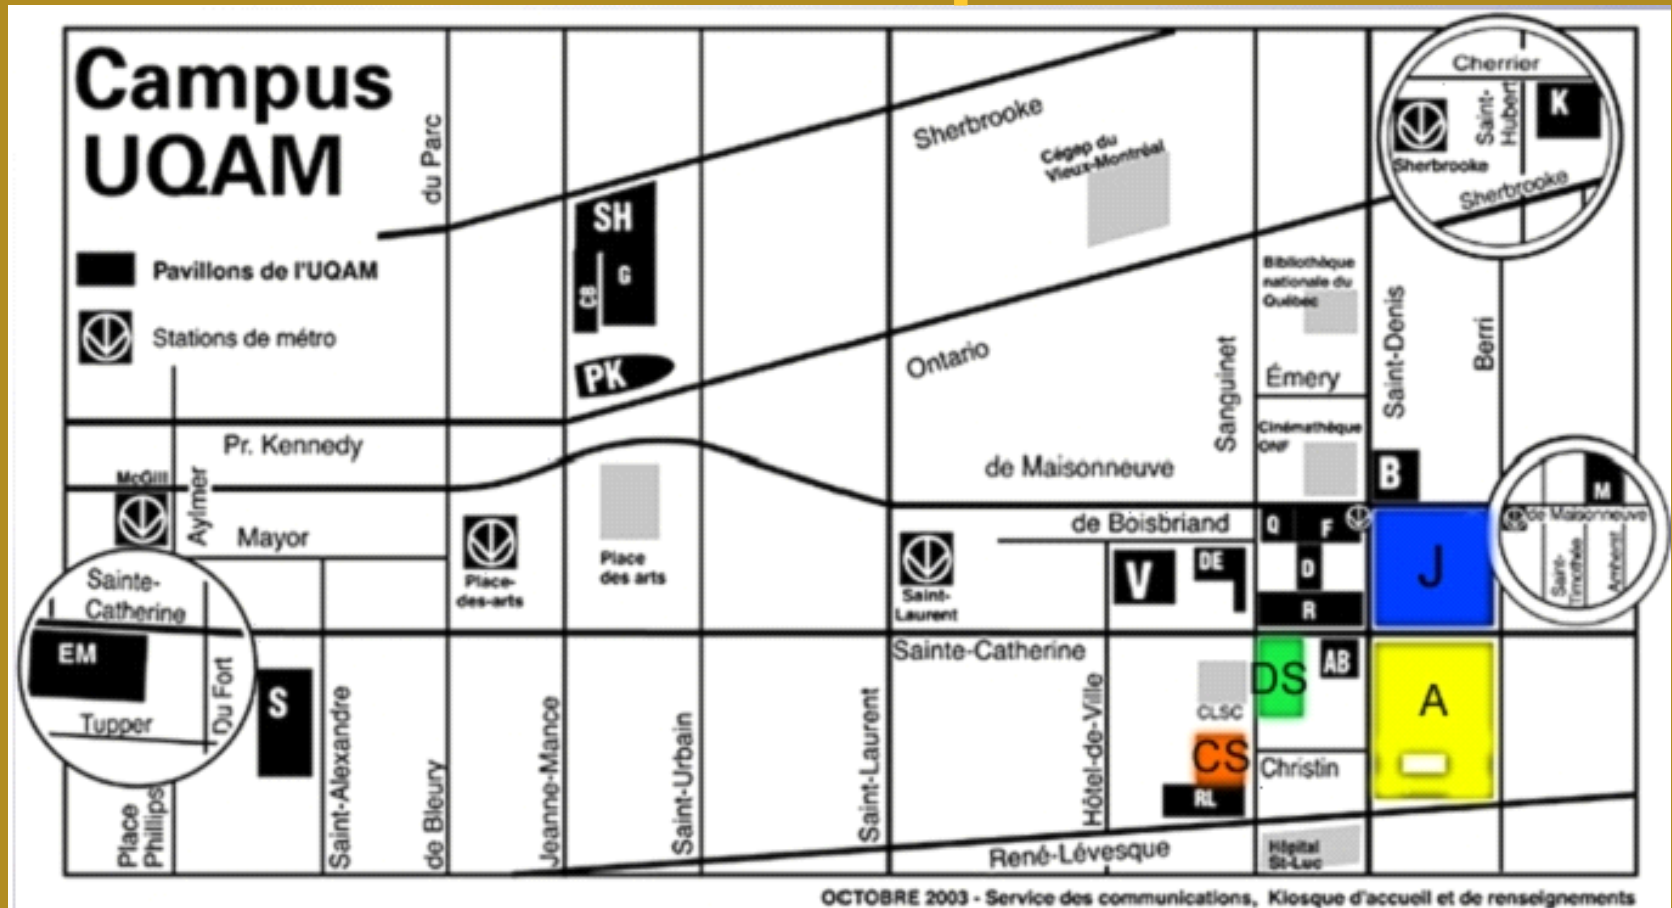 Campus
UQAM
Pavillons de l'UQAM
Stations de métro
du Parc
Sherbrooke
Cégep du
Vieux-Montréal
Cherrier
Saint-
Hubert
K
Sherbrooke
Sherbrooke
SH
G
CB
PK
Ontario
Bibliothèque
nationale du
Québec
Sanguinet
Émery
Saint-Denis
Berri
Cinémathèque
ONF
B
Pr. Kennedy
de Maisonneuve
McGill
Aylmer
Mayor
Place-
des-arts
Place
des arts
Saint-
Laurent
de Boisbriand
V
DE
Q
F
D
R
J
M
de Maisonneuve
Saint-
Timothée
Amherst
Sainte-
Catherine
EM
Du Fort
Tupper
S
Sainte-Catherine
CLSC
DS
AB
A
CS
RL
Christin
Place
Phillips
Saint-Alexandre
de Bleury
Jeanne-Mance
Saint-Urbain
Saint-Laurent
Hôtel-de-Ville
René-Lévesque
Hôpital
St-Luc
OCTOBRE 2003 - Service des communications, Kiosque d'accueil et de renseignements